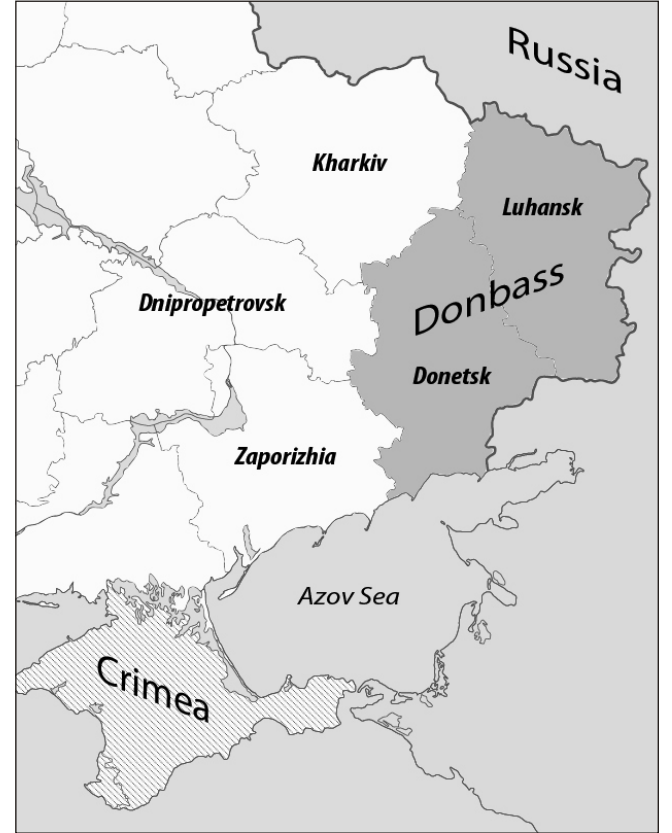 Russia
Kharkiv
Luhansk
Donbass
Dnipropetrovsk
Donetsk
Zaporizhia
Azov Sea
Crimea